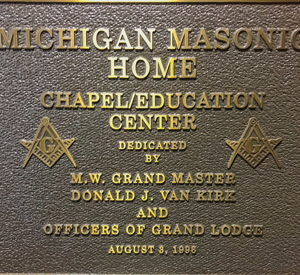 MICHIGAN MASONIC
HOME
CHAPEL/EDUCATION
CENTER
DEDICATED
BY
M.W. GRAND MASTER
DONALD J. VAN KIRK
AND
OFFICERS OF GRAND LODGE
AUGUST 3, 1996
G
G